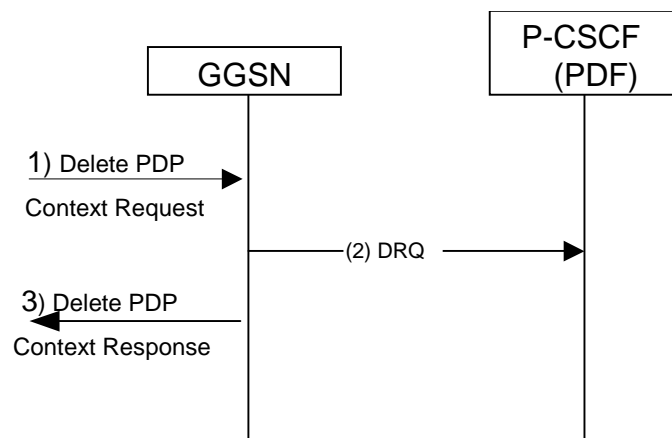 P-CSCF
(PDF)
GGSN
1) Delete PDP
Context Request
(2) DRQ
3) Delete PDP
Context Response